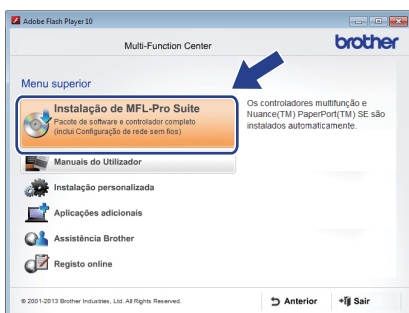 Adobe Flash Player 10
Multi-Function Center
brother
Menu superior
Instalação de MFL-Pro Suite
Pacote de software e controlador completo
(inclui Configuração de rede sem fios)
Os controladores multifunção e
Nuance(TM) PaperPort(TM) SE são
instalados automaticamente.
Manuais do Utilizador
Instalação personalizada
Aplicações adicionais
Assistência Brother
Registo online
© 2001-2013 Brother Industries, Ltd. All Rights Reserved.
Anterior
Sair